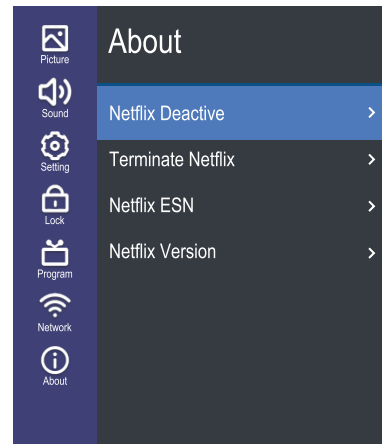 Picture
Sound
Setting
Lock
Program
Network
About
About
Netflix Deactive
Terminate Netflix
Netflix ESN
Netflix Version